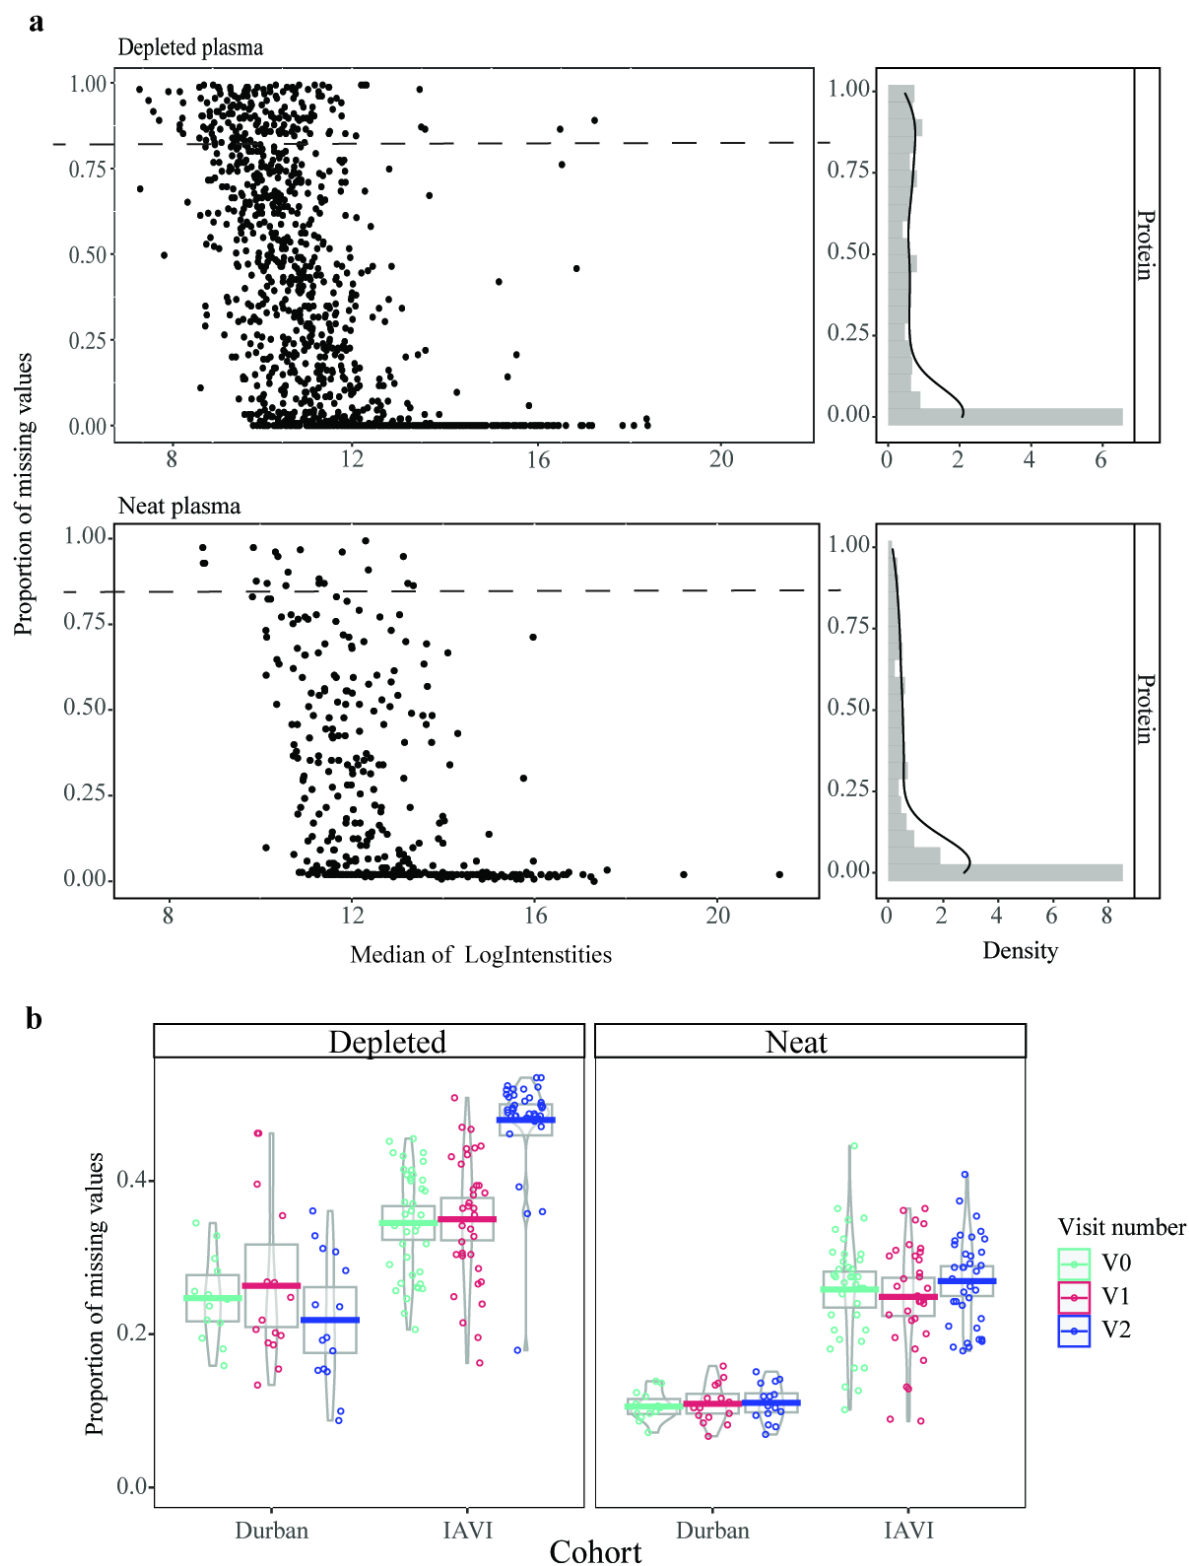 a
Depleted plasma
1.00
0.75
0.50
0.25
0.00
8 12 16 20
1.00
0.75
0.50
0.25
0.00
0 2 4 6
Protein
Proportion of missing values
Neat plasma
1.00
0.75
0.50
0.25
0.00
8 12 16 20
Median of LogIntenstities
1.00
0.75
0.50
0.25
0.00
0 2 4 6 8
Density
Protein
b
Depleted
Neat
Proportion of missing values
0.4
0.2
0.0
Durban IAVI
Durban IAVI
Cohort
Visit number
V0
V1
V2